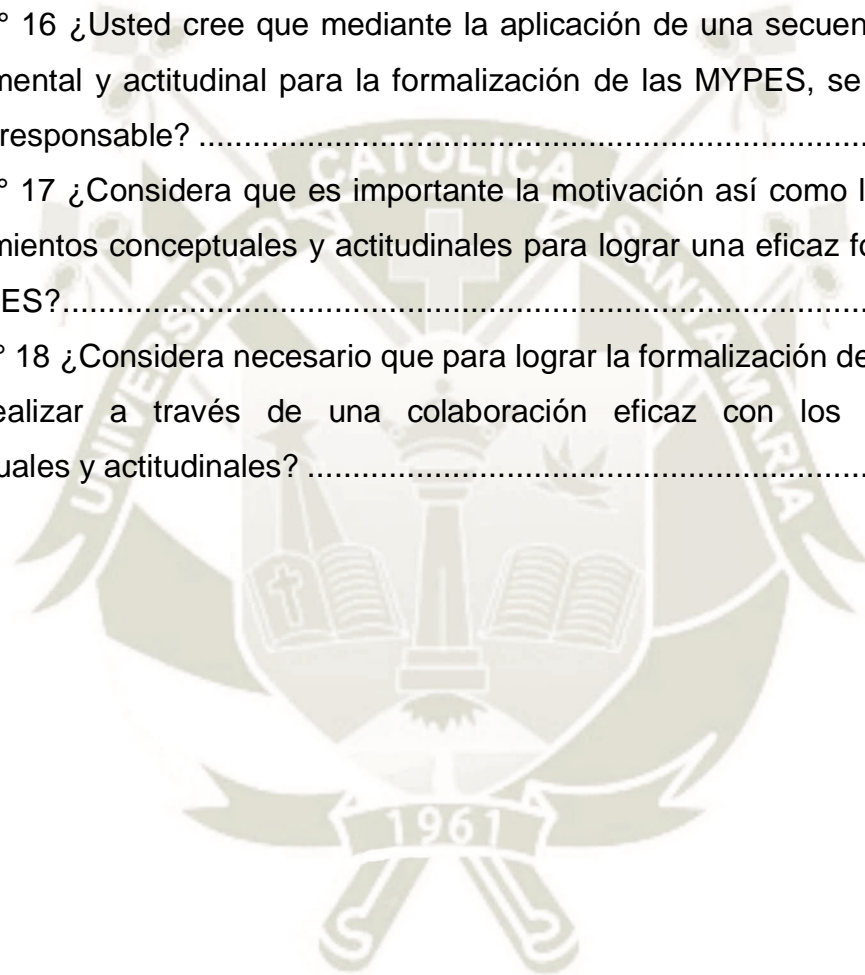 ° 16 ¿Usted cree que mediante la aplicación de una secuen
mental y actitudinal para la formalización de las MYPES, se
responsable? ..........................................................................
° 17 ¿Considera que es importante la motivación así como l
mientos conceptuales y actitudinales para lograr una eficaz fo
ES?.........................................................................................
° 18 ¿Considera necesario que para lograr la formalización de
ealizar a través de una colaboración eficaz con los
uales y actitudinales? ..............................................................
UNIVERSIDAD CATOLICA SANTA MARIA
1961